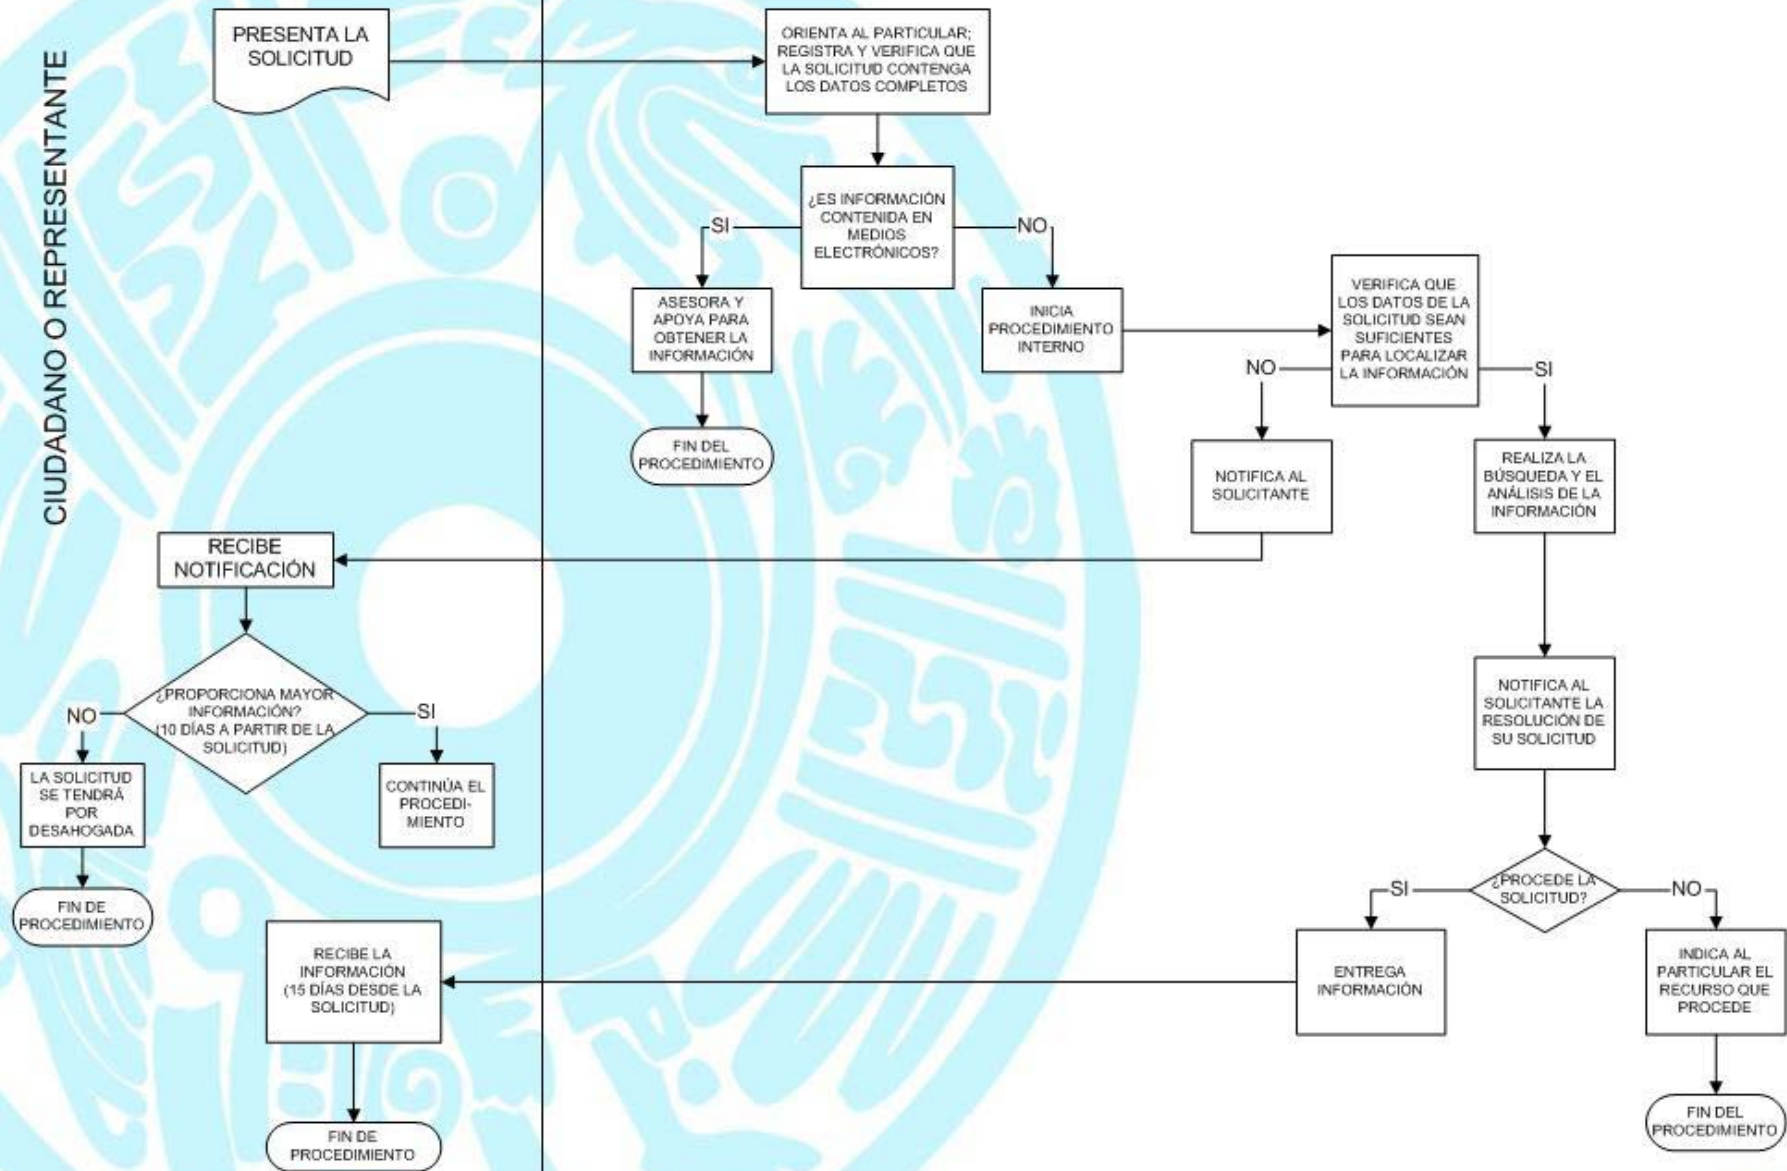 CIUDADANO O REPRESENTANTE
PRESENTA LA
SOLICITUD
ORIENTA AL PARTICULAR;
REGISTRA Y VERIFICA QUE
LA SOLICITUD CONTENGA
LOS DATOS COMPLETOS
¿ES INFORMACIÓN
CONTENIDA EN
MEDIOS
ELECTRÓNICOS?
SI
NO
ASESORA Y
APOYA PARA
OBTENER LA
INFORMACIÓN
FIN DEL
PROCEDIMIENTO
INICIA
PROCEDIMIENTO
INTERNO
VERIFICA QUE
LOS DATOS DE LA
SOLICITUD SEAN
SUFICIENTES
PARA LOCALIZAR
LA INFORMACIÓN
NO
SI
NOTIFICA AL
SOLICITANTE
REALIZA LA
BÚSQUEDA Y EL
ANÁLISIS DE LA
INFORMACIÓN
RECIBE
NOTIFICACIÓN
¿PROPORCIONA MAYOR
INFORMACIÓN?
(10 DÍAS A PARTIR DE LA
SOLICITUD)
NO
SI
LA SOLICITUD
SE TENDRÁ
POR
DESAHOGADA
CONTINÚA EL
PROCEDI-
MIENTO
FIN DE
PROCEDIMIENTO
NOTIFICA AL
SOLICITANTE LA
RESOLUCIÓN DE
SU SOLICITUD
¿PROCEDE LA
SOLICITUD?
SI
NO
ENTREGA
INFORMACIÓN
INDICA AL
PARTICULAR EL
RECURSO QUE
PROCEDE
RECIBE LA
INFORMACIÓN
(15 DÍAS DESDE LA
SOLICITUD)
FIN DE
PROCEDIMIENTO
FIN DEL
PROCEDIMIENTO